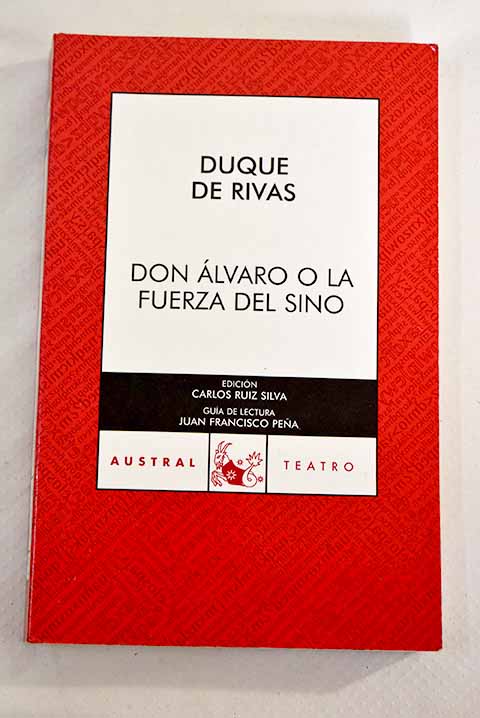 DUQUE
DE RIVAS
DON ÁLVARO O LA
FUERZA DEL SINO
EDICIÓN
CARLOS RUIZ SILVA
GUÍA DE LECTURA
JUAN FRANCISCO PEÑA
AUSTRAL
TEATRO